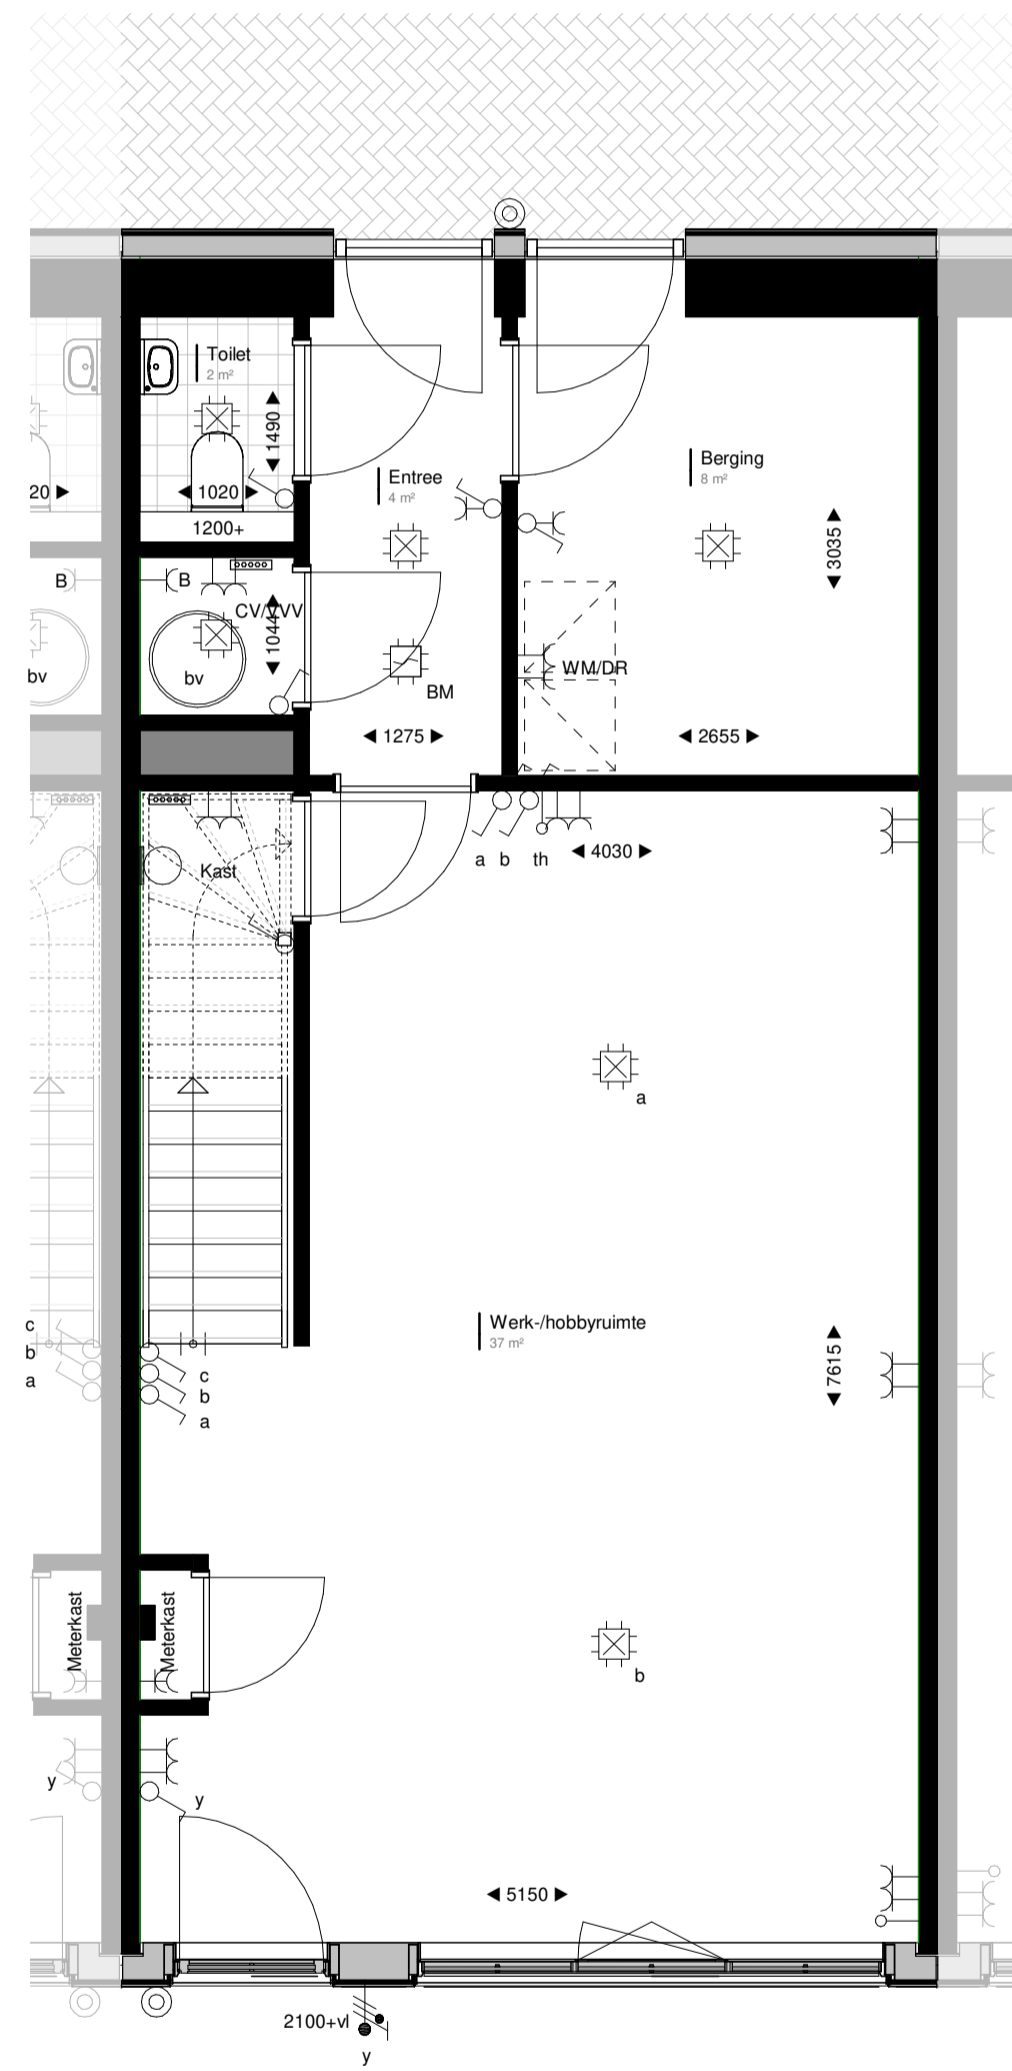 Toilet
2 m²
1490
1020
1200+
20
Entree
4 m²
Berging
8 m²
3035
B
B
CV/VVV
1044
bv
bv
BM
WM/DR
1275
2655
Kast
a
b
th
4030
a
Werk-/hobbyruimte
37 m²
7615
c
b
a
c
b
a
Meterkast
Meterkast
b
y
y
5150
2100+vl
y